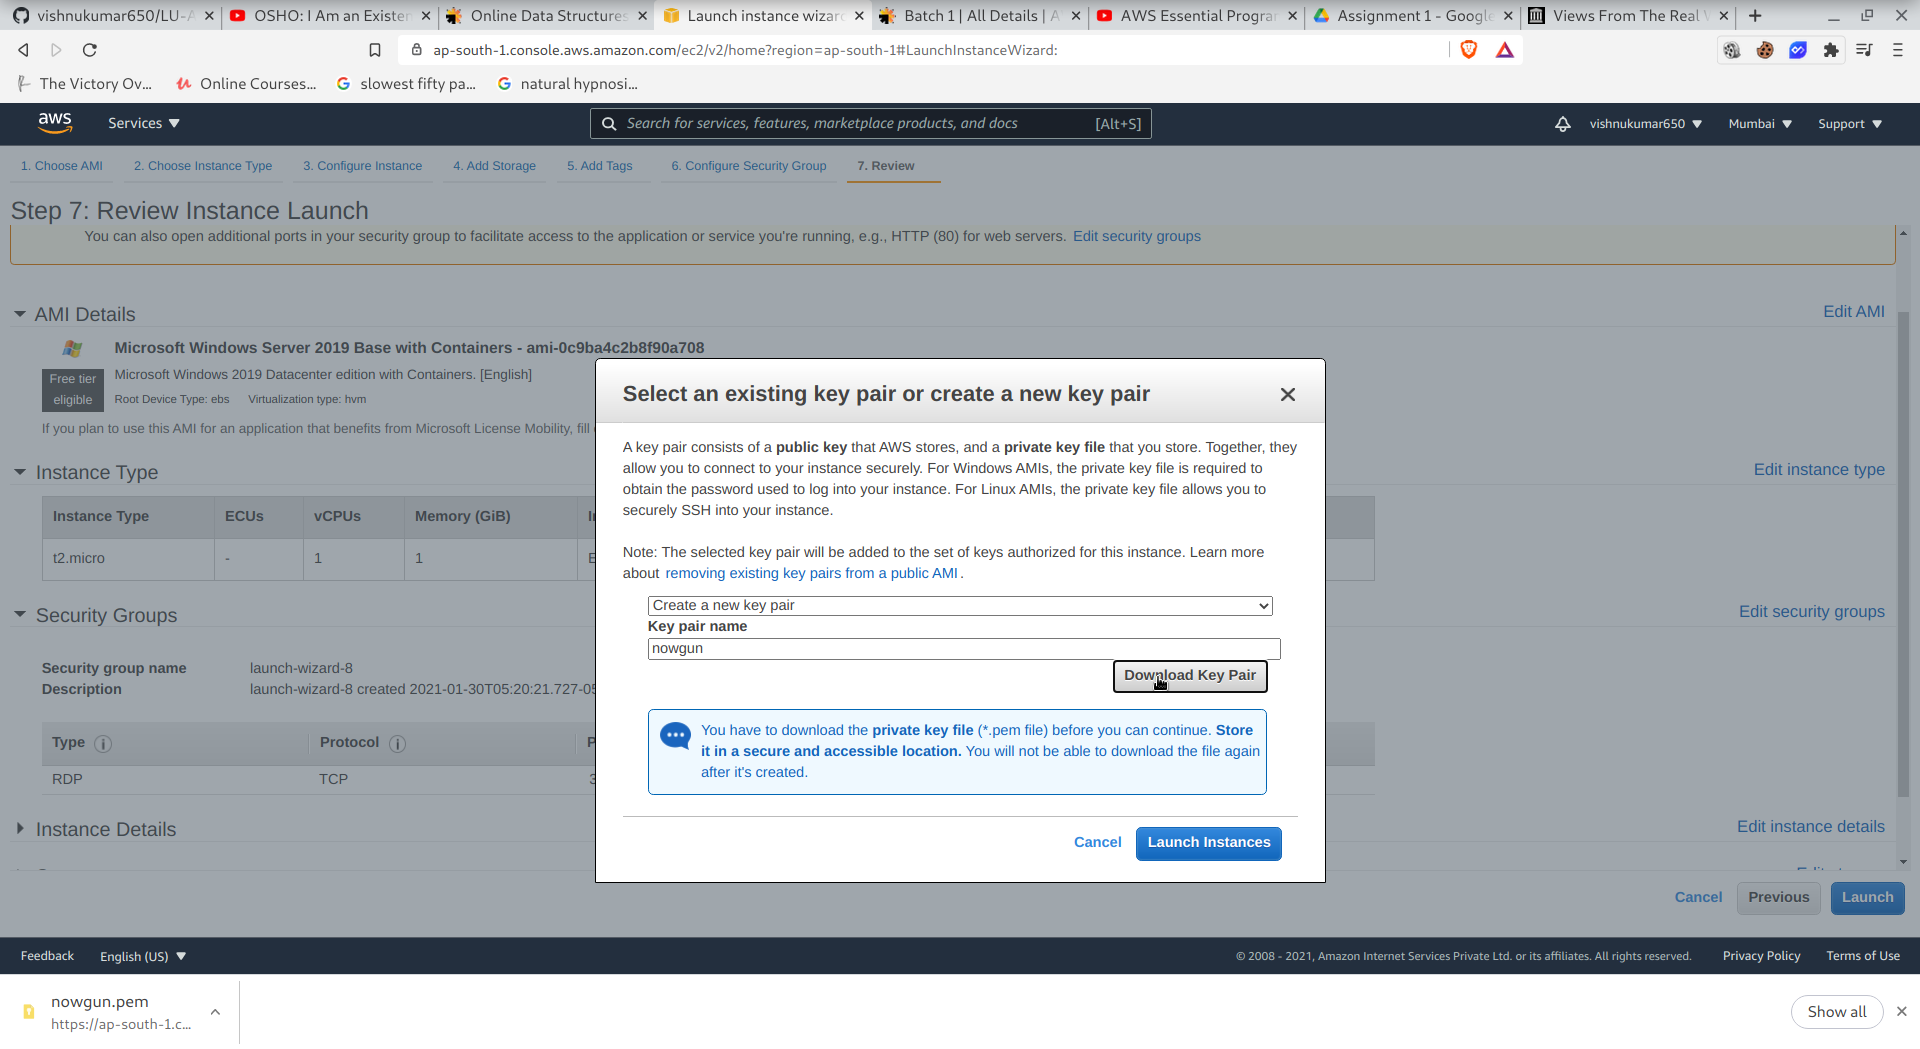 vishnukumar650/LU-A
OSHO: I Am an Existen
Online Data Structures
Launch instance wizard
Batch 1 | All Details | A
AWS Essential Program
Assignment 1 - Google
Views From The Real W
ap-south-1.console.aws.amazon.com/ec2/v2/home?region=ap-south-1#LaunchInstanceWizard:
The Victory Ov...
Online Courses...
slowest fifty pa...
natural hypnosi...
aws
Services
Search for services, features, marketplace products, and docs
[Alt+S]
vishnukumar650
Mumbai
Support
1. Choose AMI
2. Choose Instance Type
3. Configure Instance
4. Add Storage
5. Add Tags
6. Configure Security Group
7. Review
Step 7: Review Instance Launch
You can also open additional ports in your security group to facilitate access to the application or service you're running, e.g., HTTP (80) for web servers. Edit security groups
AMI Details
Edit AMI
Microsoft Windows Server 2019 Base with Containers - ami-0c9ba4c2b8f90a708
Free tier
eligible
Microsoft Windows 2019 Datacenter edition with Containers. [English]
Root Device Type: ebs Virtualization type: hvm
If you plan to use this AMI for an application that benefits from Microsoft License Mobility, fill
Instance Type
Edit instance type
Instance Type ECUs vCPUs Memory (GiB)
t2.micro - 1 1
Security Groups
Edit security groups
Security group name launch-wizard-8
Description launch-wizard-8 created 2021-01-30T05:20:21.727-05
Type Protocol P
RDP TCP 3
Instance Details
Edit instance details
Select an existing key pair or create a new key pair
A key pair consists of a public key that AWS stores, and a private key file that you store. Together, they
allow you to connect to your instance securely. For Windows AMIs, the private key file is required to
obtain the password used to log into your instance. For Linux AMIs, the private key file allows you to
securely SSH into your instance.
Note: The selected key pair will be added to the set of keys authorized for this instance. Learn more
about removing existing key pairs from a public AMI .
Create a new key pair
Key pair name
nowgun
Download Key Pair
You have to download the private key file (*.pem file) before you can continue. Store
it in a secure and accessible location. You will not be able to download the file again
after it's created.
Cancel
Launch Instances
Cancel
Previous
Launch
Feedback
English (US)
© 2008 - 2021, Amazon Internet Services Private Ltd. or its affiliates. All rights reserved.
Privacy Policy
Terms of Use
nowgun.pem
https://ap-south-1.c...
Show all